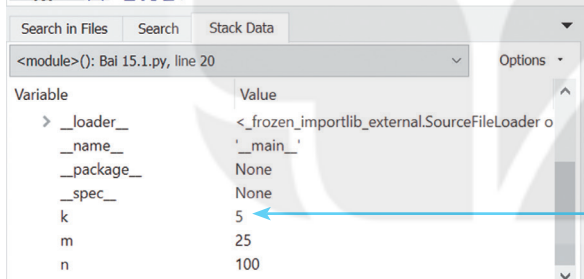 Search in Files Search Stack Data
<module>(): Bai 15.1.py, line 20 Options
Variable Value
__loader__ <_frozen_importlib_external.SourceFileLoader o
__name__ '__main__'
__package__ None
__spec__ None
k 5
m 25
n 100